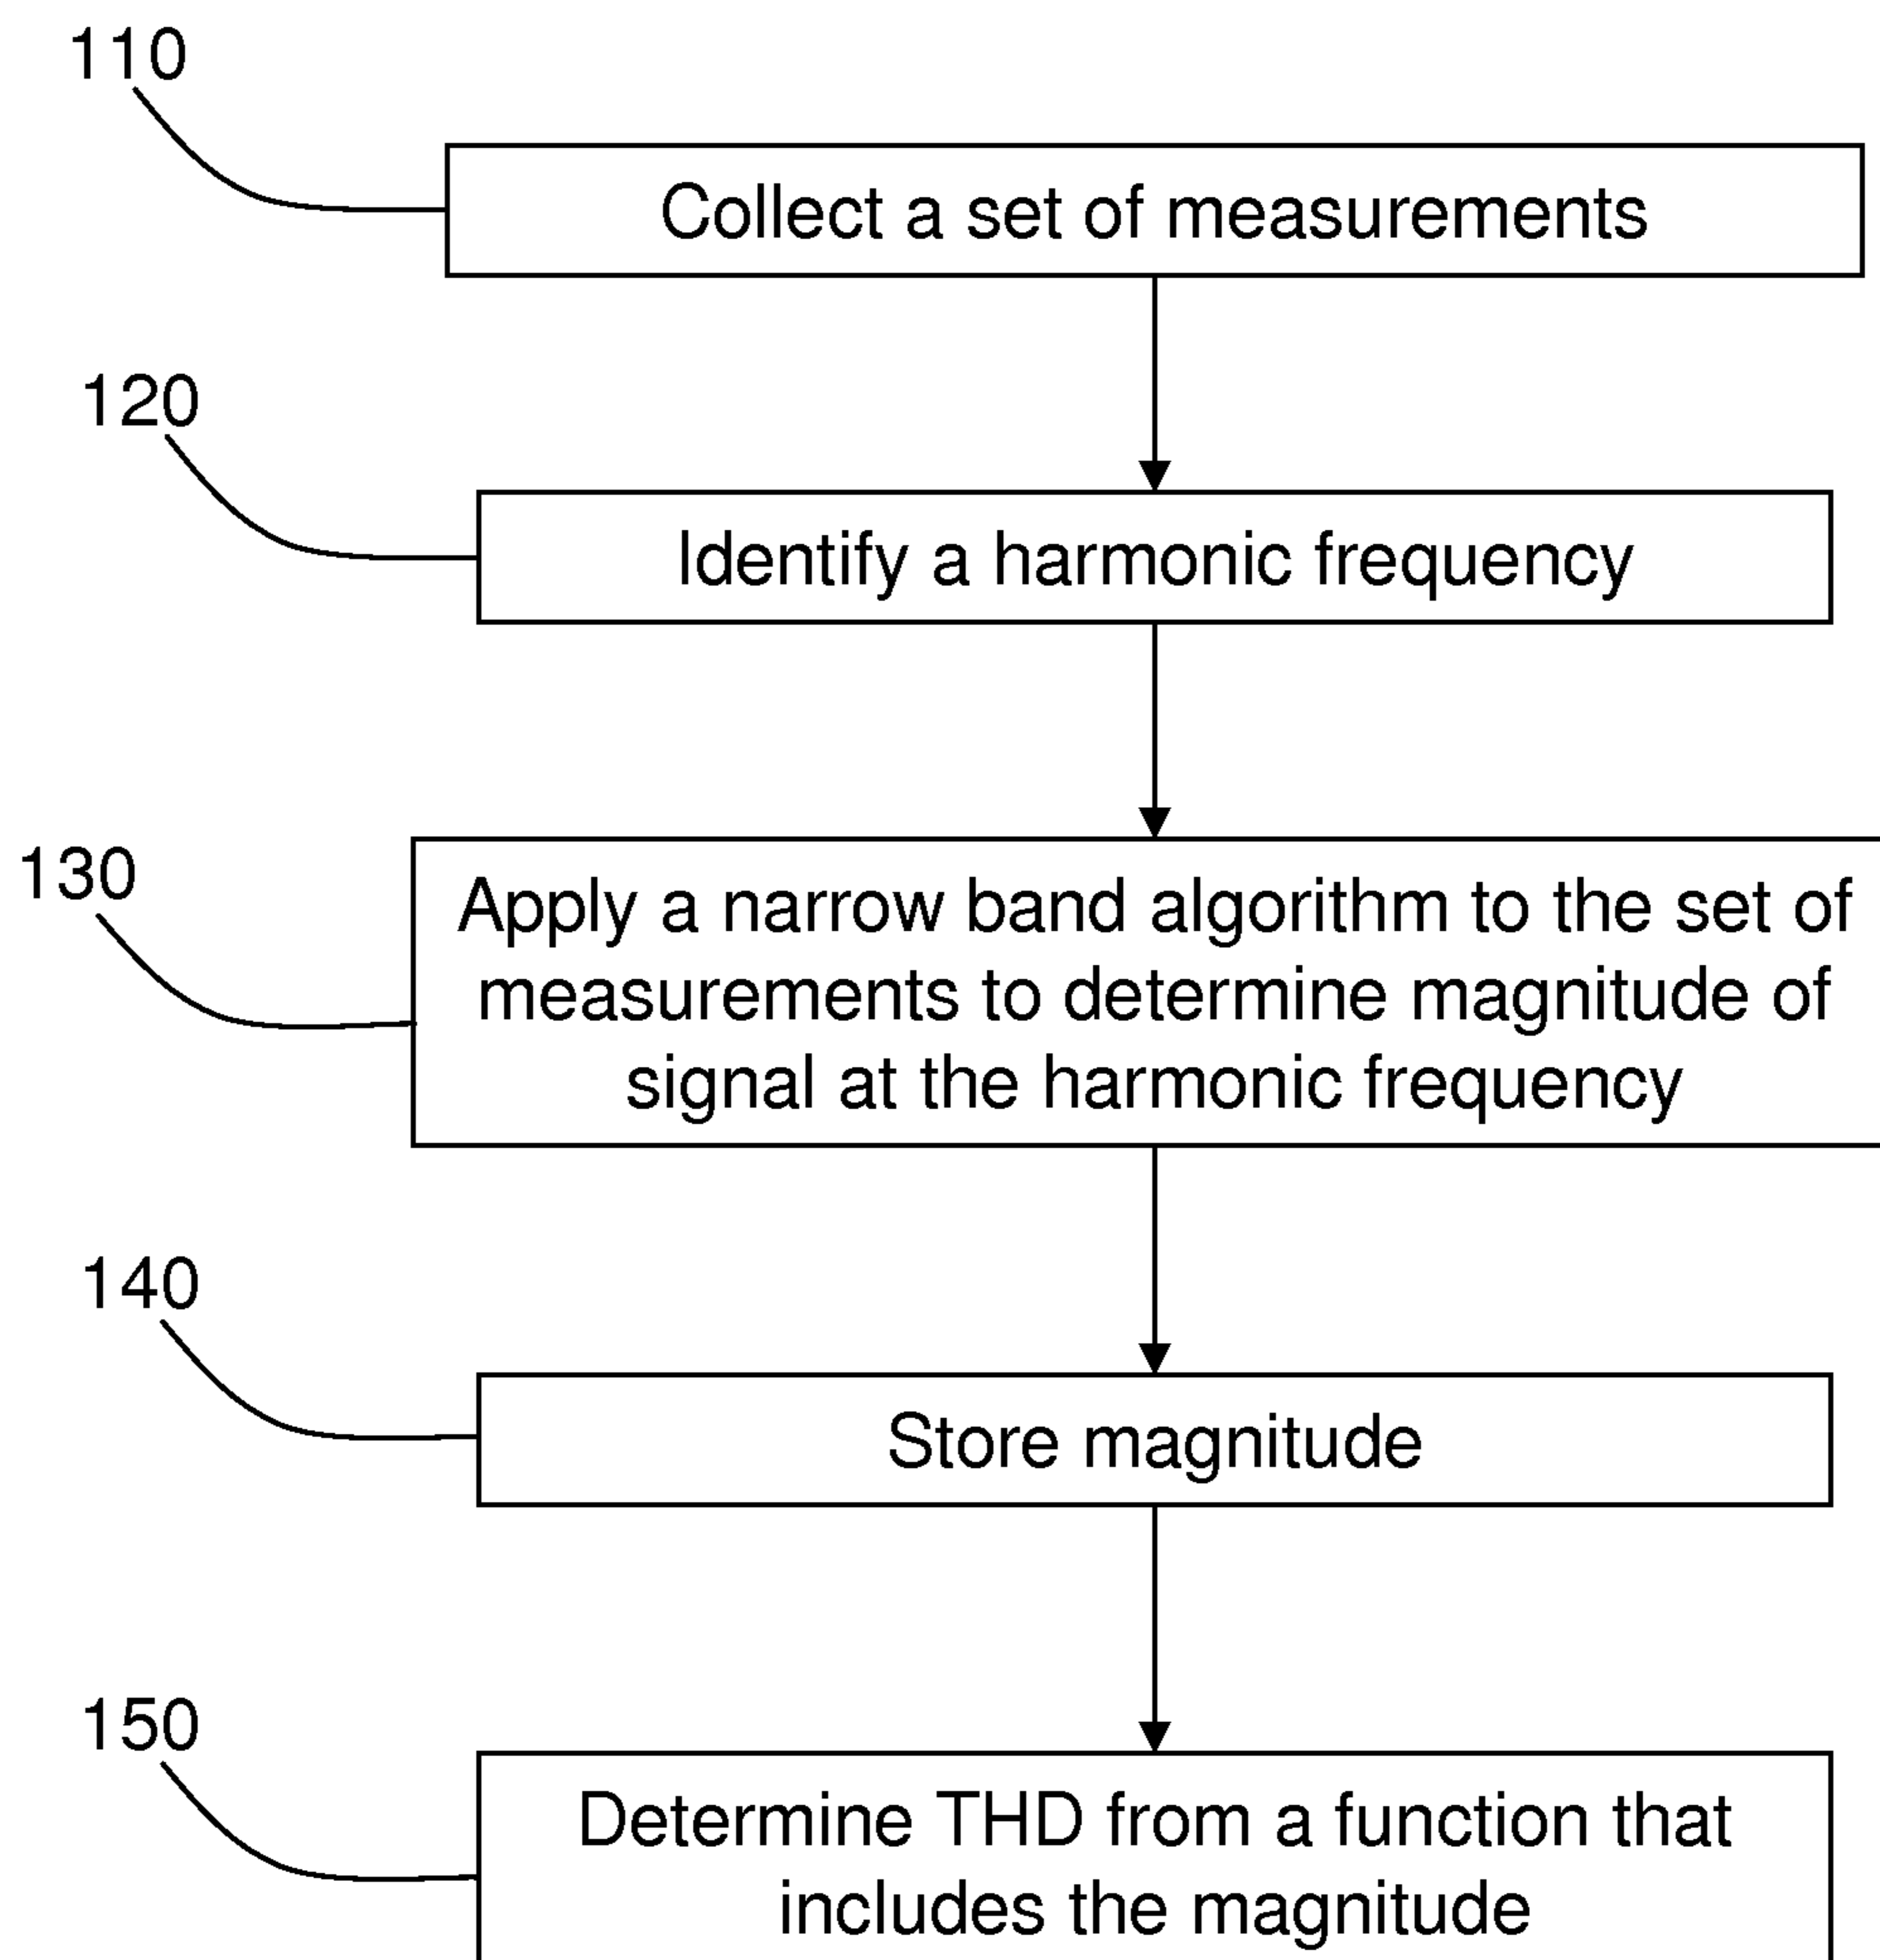 110
Collect a set of measurements
120
Identify a harmonic frequency
130
Apply a narrow band algorithm to the set of
measurements to determine magnitude of
signal at the harmonic frequency
140
Store magnitude
150
Determine THD from a function that
includes the magnitude